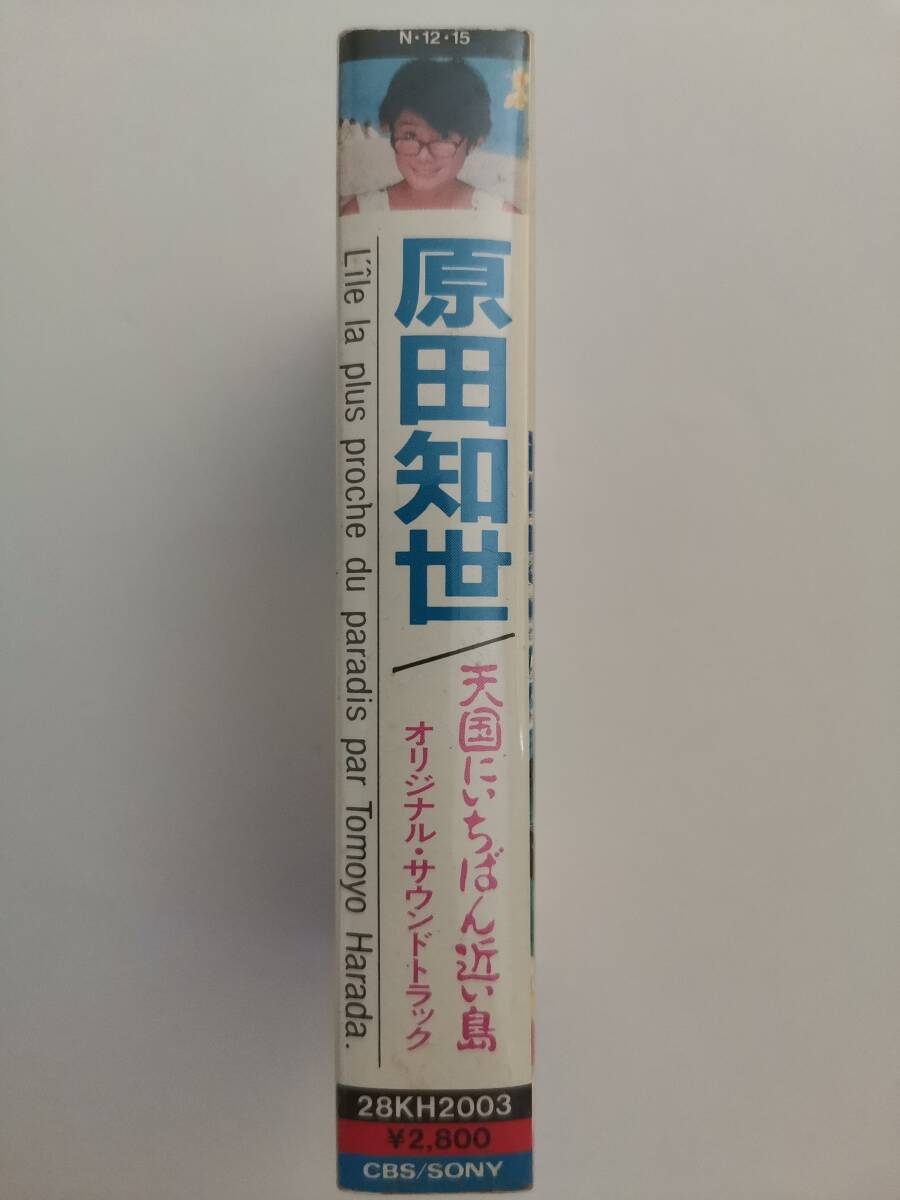 N・12・15
原田知世/
天国にいちばん近い島
オリジナル・サウンドトラック
L'île la plus proche du paradis par Tomoyo Harada.
28KH2003
¥2,800
CBS/SONY